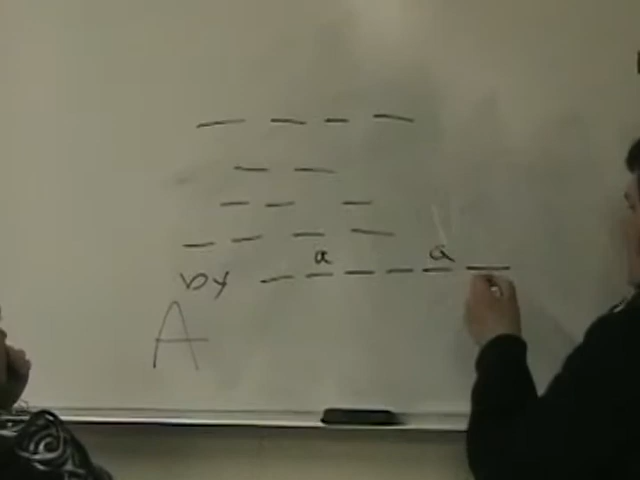 _ _ _ _
_ _
_ _ _
_ _ _ _
by _ a _ _ a _
A